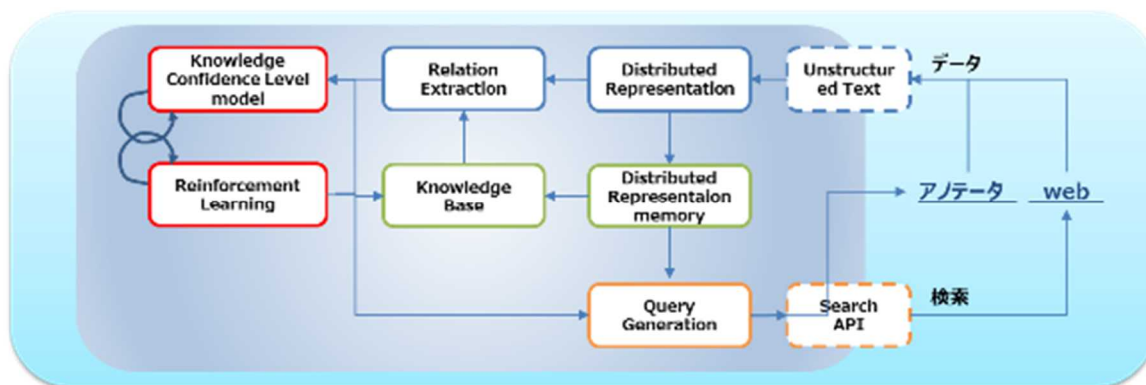 Knowledge
Confidence Level
model
Relation
Extraction
Distributed
Representation
Unstructur
ed Text
データ
Reinforcement
Learning
Knowledge
Base
Distributed
Representaion
memory
アノテータ
web
Query
Generation
Search
API
検索